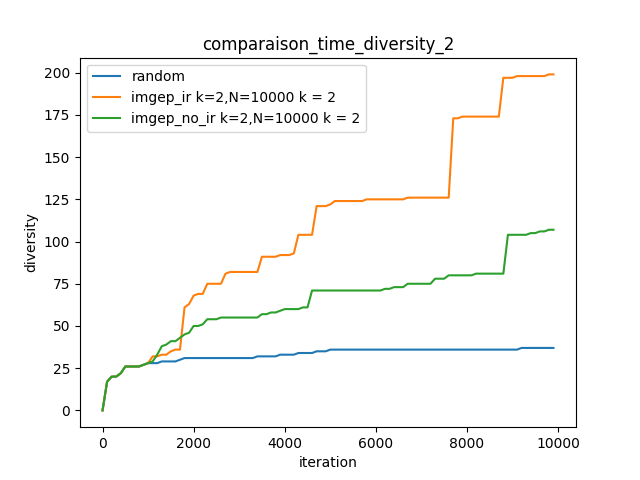 comparaison_time_diversity_2
random
imgep_ir k=2,N=10000 k = 2
imgep_no_ir k=2,N=10000 k = 2
diversity
200
175
150
125
100
75
50
25
0
0 2000 4000 6000 8000 10000
iteration